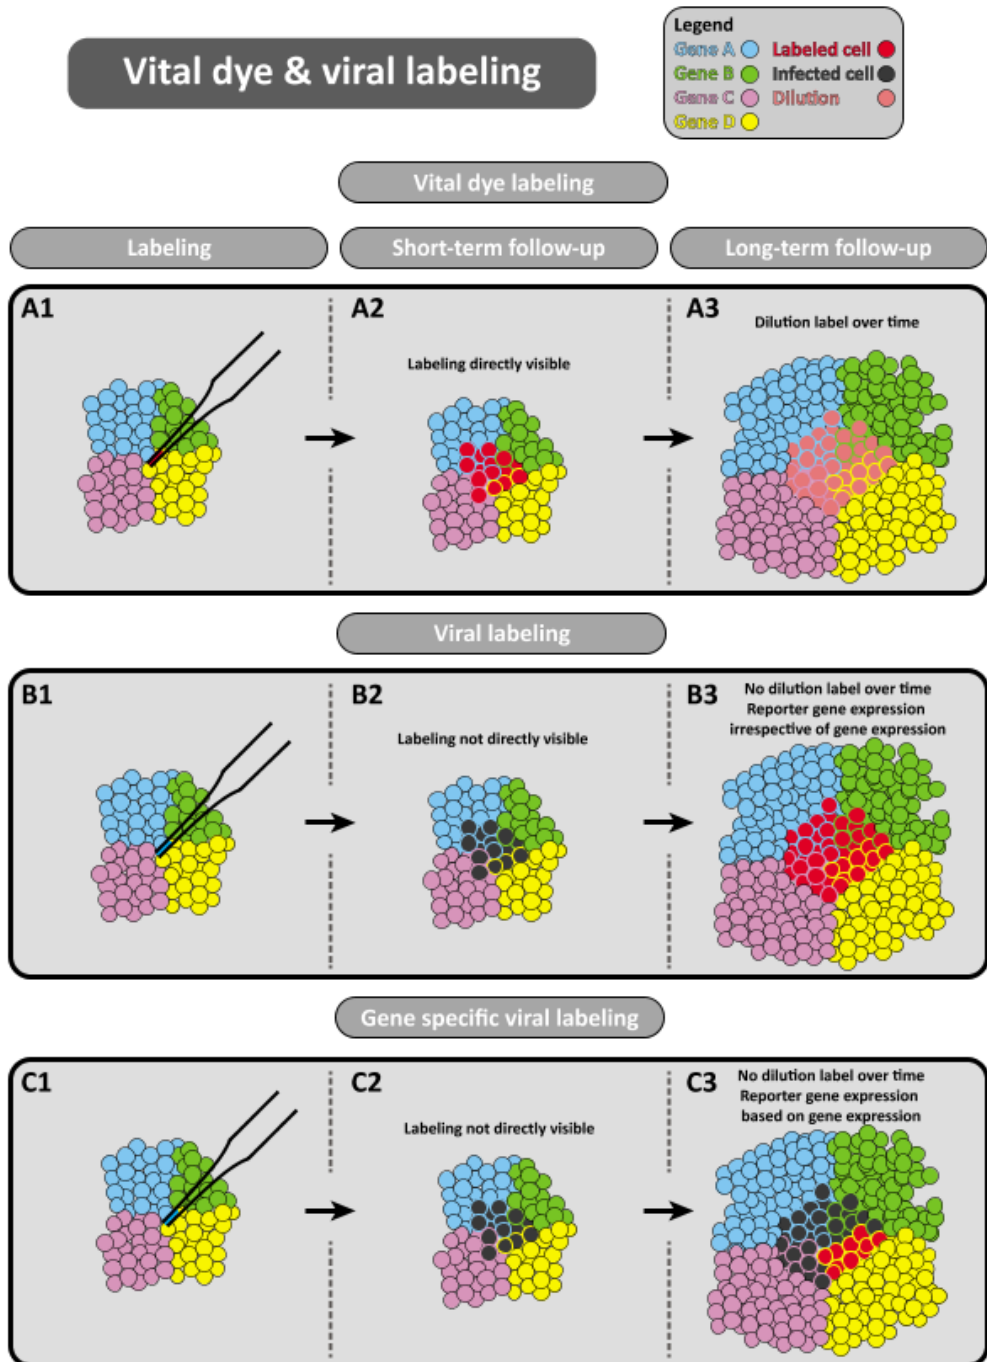 Vital dye & viral labeling
Legend
Gene A Labeled cell
Gene B Infected cell
Gene C Dilution
Gene D
Vital dye labeling
Labeling
Short-term follow-up
Long-term follow-up
A1
A2
A3
Labeling directly visible
Dilution label over time
Viral labeling
B1
B2
B3
Labeling not directly visible
No dilution label over time
Reporter gene expression
irrespective of gene expression
Gene specific viral labeling
C1
C2
C3
Labeling not directly visible
No dilution label over time
Reporter gene expression
based on gene expression